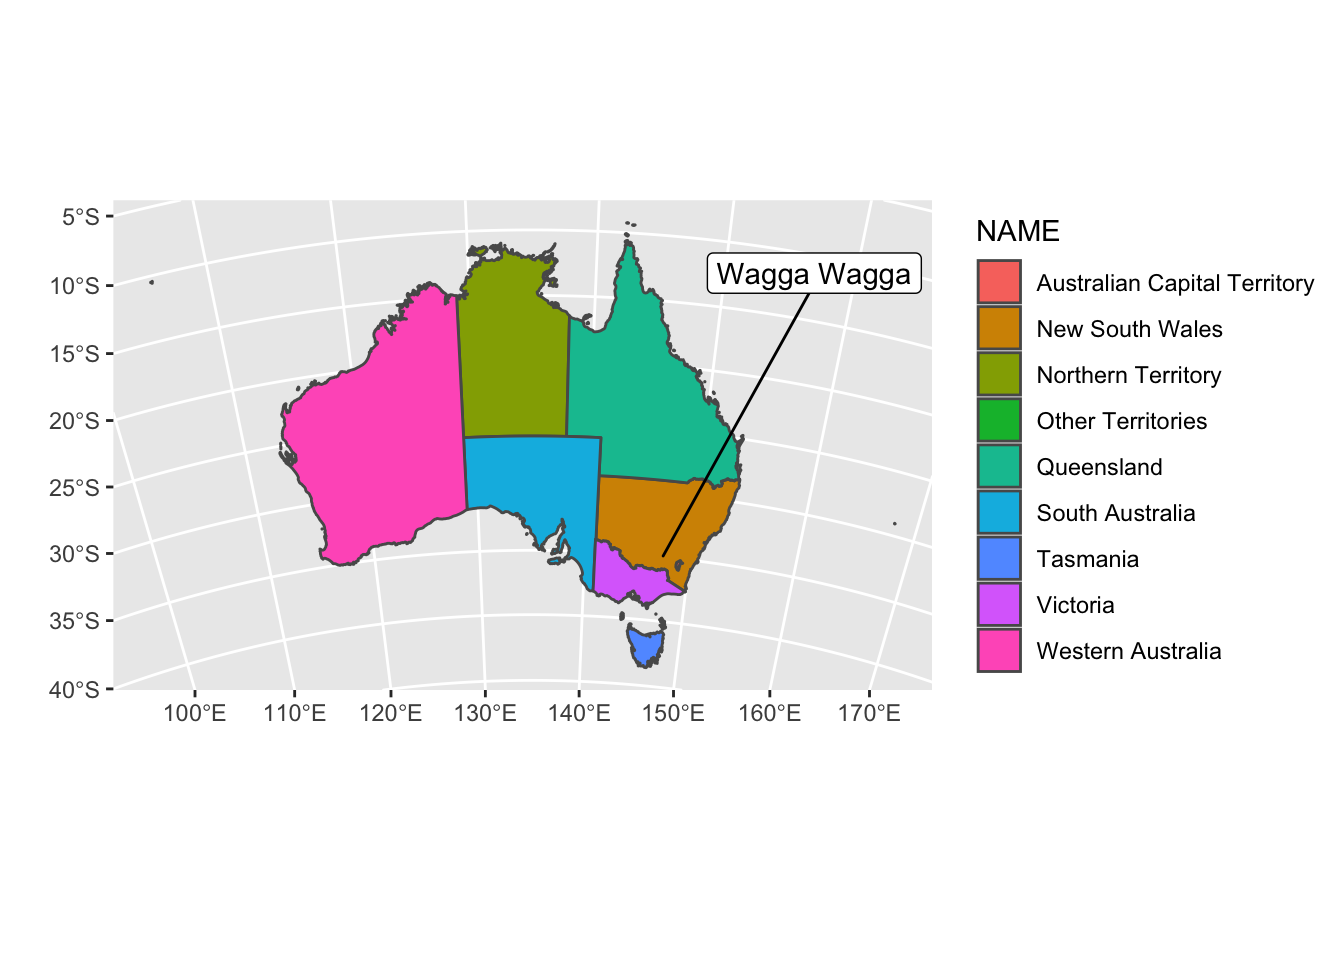 5°S
10°S
15°S
20°S
25°S
30°S
35°S
40°S
100°E 110°E 120°E 130°E 140°E 150°E 160°E 170°E
Wagga Wagga
NAME
Australian Capital Territory
New South Wales
Northern Territory
Other Territories
Queensland
South Australia
Tasmania
Victoria
Western Australia